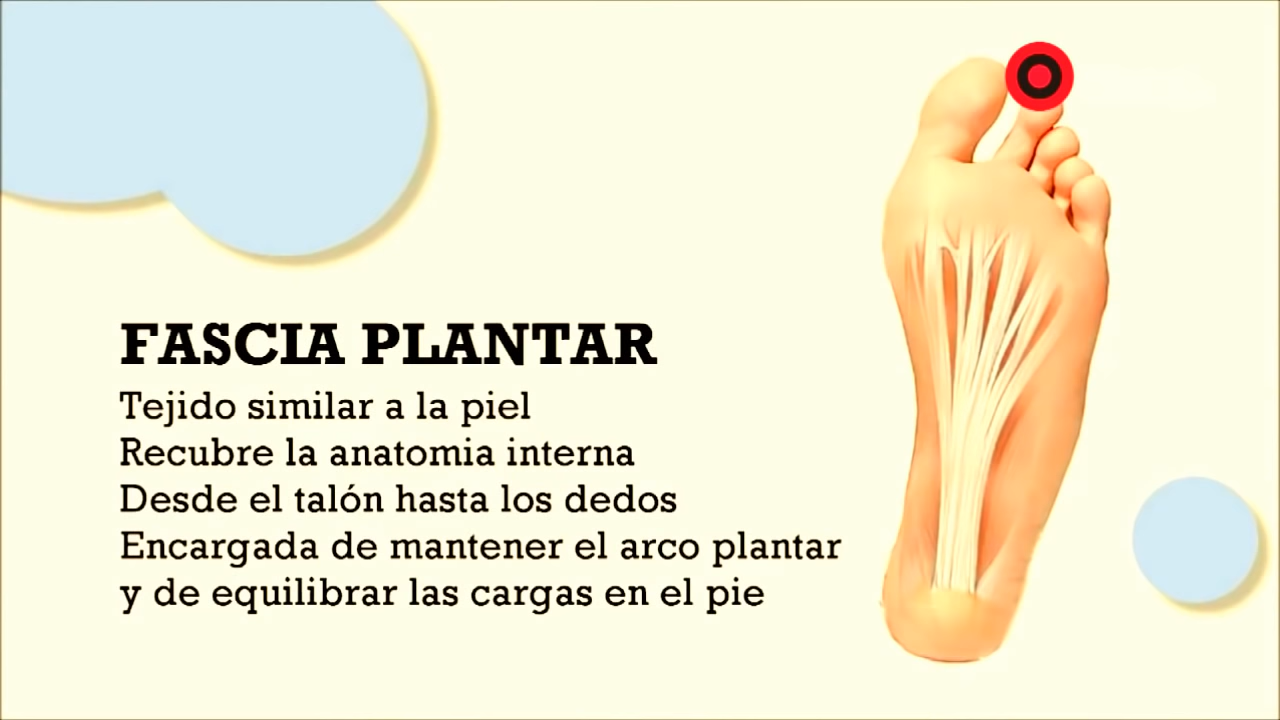 FASCIA PLANTAR
Tejido similar a la piel
Recubre la anatomia interna
Desde el talón hasta los dedos
Encargada de mantener el arco plantar
y de equilibrar las cargas en el pie